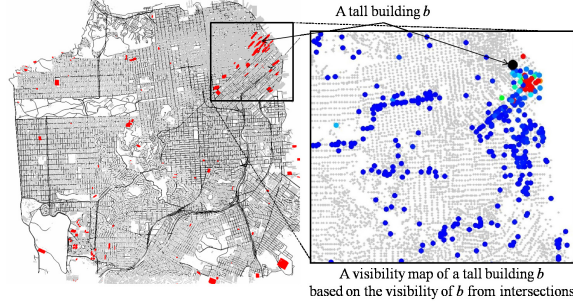 A tall building b
A visibility map of a tall building b
based on the visibility of b from intersections